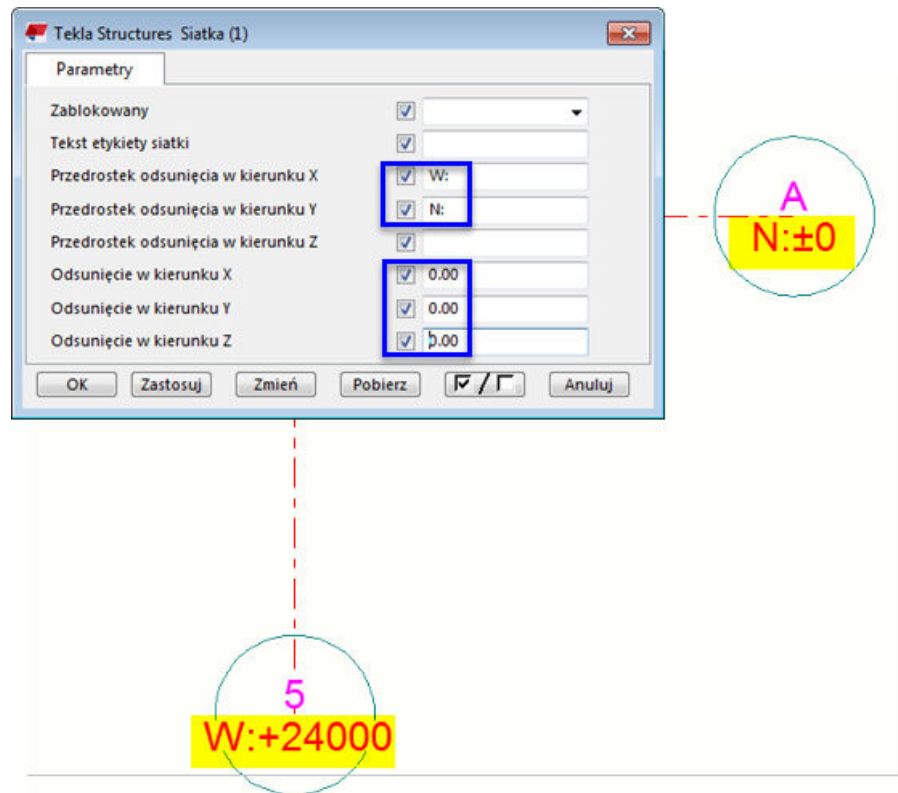 Tekla Structures Siatka (1)
Parametry
Zablokowany
Tekst etykiety siatki
Przedrostek odsunięcia w kierunku X W:
Przedrostek odsunięcia w kierunku Y N:
Przedrostek odsunięcia w kierunku Z
Odsunięcie w kierunku X 0.00
Odsunięcie w kierunku Y 0.00
Odsunięcie w kierunku Z 0.00
OK Zastosuj Zmień Pobierz / Anuluj
A
N:±0
5
W:+24000